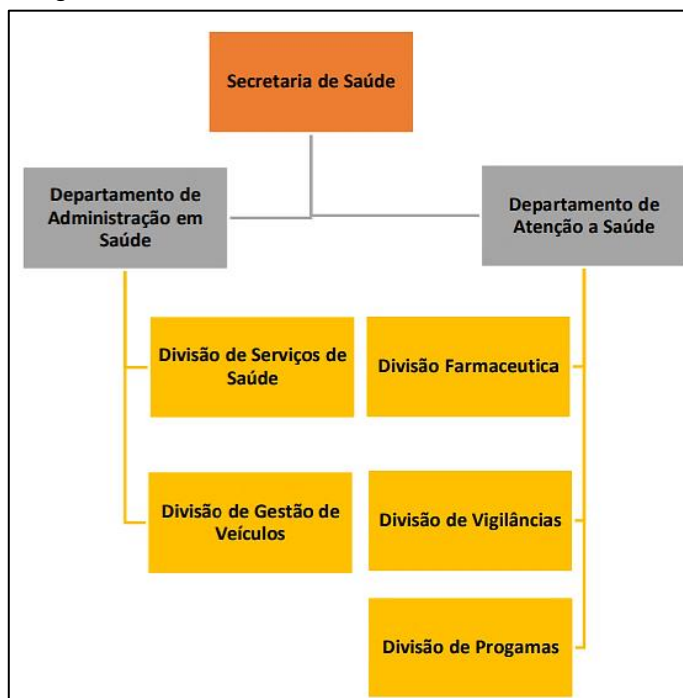 Secretaria de Saúde
Departamento de
Administração em
Saúde
Departamento de
Atenção a Saúde
Divisão de Serviços de
Saúde
Divisão Farmaceutica
Divisão de Gestão de
Veículos
Divisão de Vigilâncias
Divisão de Progamas